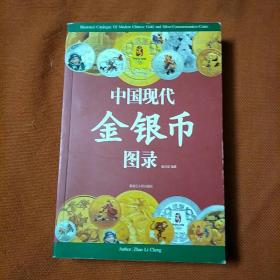 Illustrated Catalogue Of Modern Chinese Gold and Silver Commemorative Coins
中国现代
金银币
图录
Author: Zhao Li Cheng